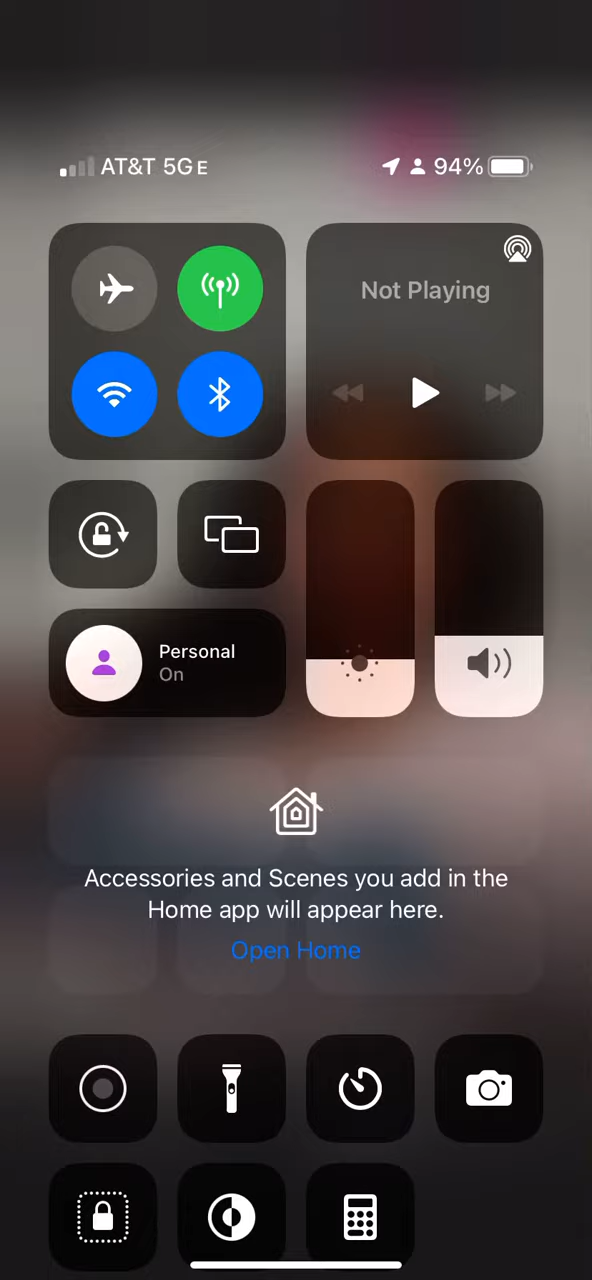 AT&T 5GE
94%
Not Playing
Personal
On
Accessories and Scenes you add in the
Home app will appear here.
Open Home